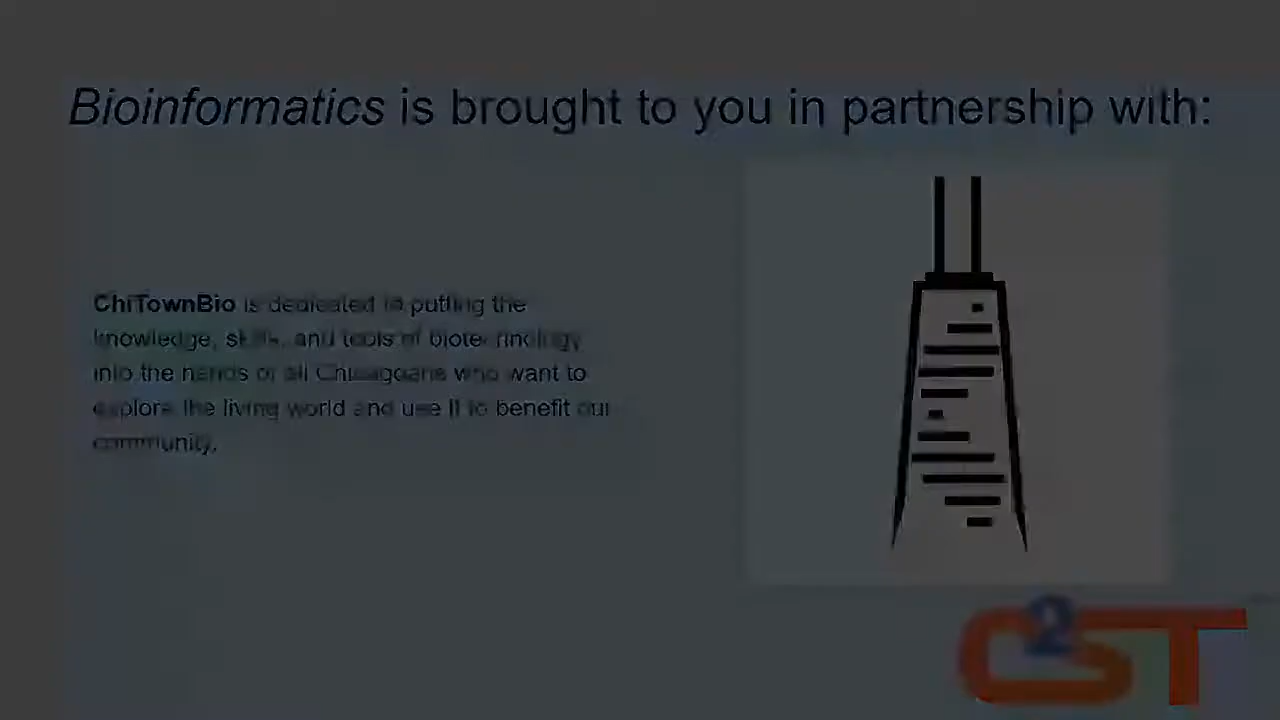 Bioinformatics is brought to you in partnership with:
ChiTownBio is dedicated to putting the
knowledge, skills, and tools of biotechnology
into the hands of all Chicagoans who want to
explore the living world and use it to benefit our
community.
C2ST